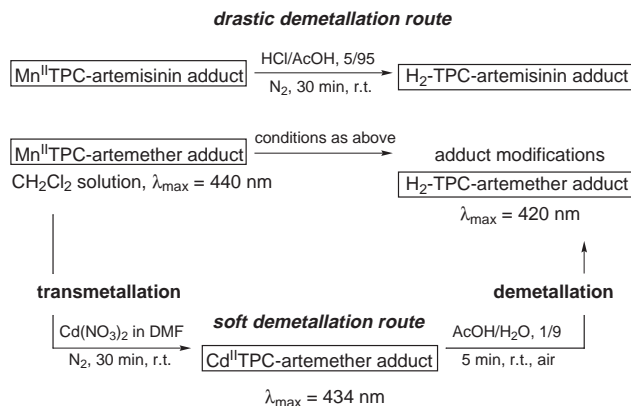 drastic demetallation route
HCl/AcOH, 5/95
MnᴵᴵTPC-artemisinin adduct
N₂, 30 min, r.t.
H₂-TPC-artemisinin adduct
MnᴵᴵTPC-artemether adduct
conditions as above
adduct modifications
CH₂Cl₂ solution, λₘₐₓ = 440 nm
H₂-TPC-artemether adduct
λₘₐₓ = 420 nm
transmetallation
demetallation
soft demetallation route
Cd(NO₃)₂ in DMF
AcOH/H₂O, 1/9
N₂, 30 min, r.t.
CdᴵᴵTPC-artemether adduct
5 min, r.t., air
λₘₐₓ = 434 nm